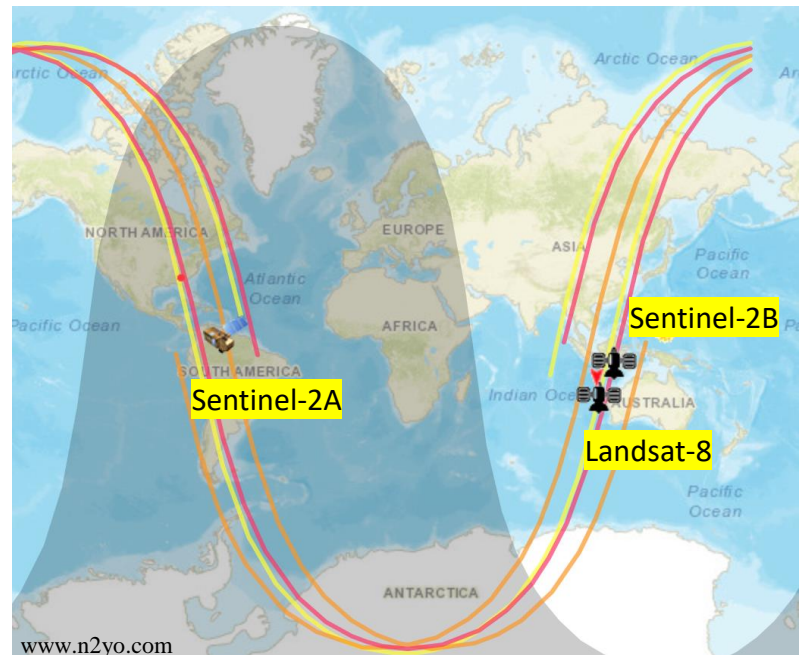 Arctic Ocean
Arctic
Ocean
Arc
O
NORTH AMERICA
EUROPE
ASIA
Pacific
Ocean
Atlantic
Ocean
Pacific Ocean
AFRICA
Sentinel-2B
SOUTH AMERICA
Sentinel-2A
Indian Oce
AUSTRALIA
Landsat-8
Pacific
Ocean
ANTARCTICA
www.n2yo.com